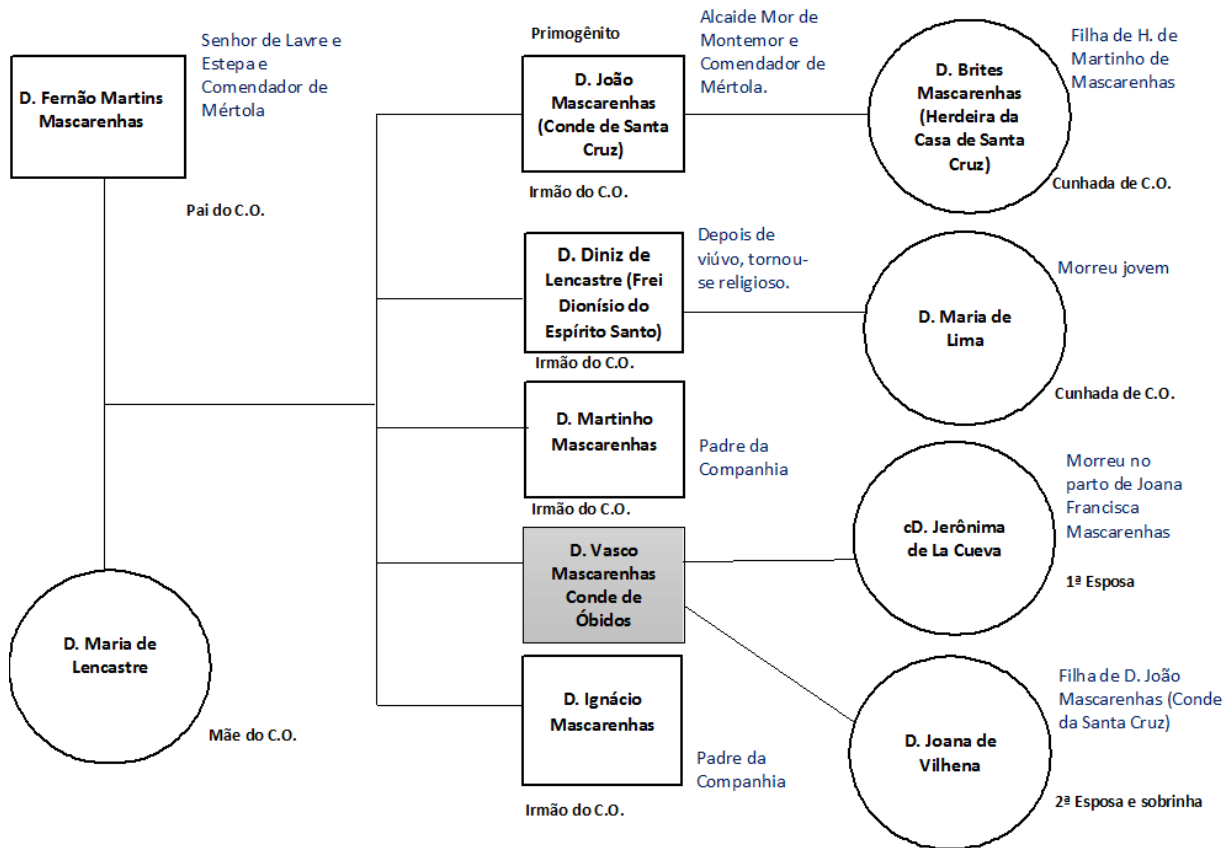 D. Fernão Martins
Mascarenhas
Senhor de Lavre e
Estepa e
Comendador de
Mértola
Pai do C.O.
D. Maria de
Lencastre
Mãe do C.O.
Primogênito
D. João
Mascarenhas
(Conde de Santa
Cruz)
Irmão do C.O.
Alcaide Mor de
Montemor e
Comendador de
Mértola.
D. Brites
Mascarenhas
(Herdeira da
Casa de Santa
Cruz)
Filha de H. de
Martinho de
Mascarenhas
Cunhada de C.O.
D. Diniz de
Lencastre (Frei
Dionísio do
Espírito Santo)
Irmão do C.O.
Depois de
viúvo, tornou-
se religioso.
D. Maria de
Lima
Morreu jovem
Cunhada de C.O.
D. Martinho
Mascarenhas
Irmão do C.O.
Padre da
Companhia
D. Vasco
Mascarenhas
Conde de
Óbidos
cD. Jerônima
de La Cueva
Morreu no
parto de Joana
Francisca
Mascarenhas
1ª Esposa
D. Ignácio
Mascarenhas
Irmão do C.O.
Padre da
Companhia
D. Joana de
Vilhena
Filha de D. João
Mascarenhas (Conde
da Santa Cruz)
2ª Esposa e sobrinha